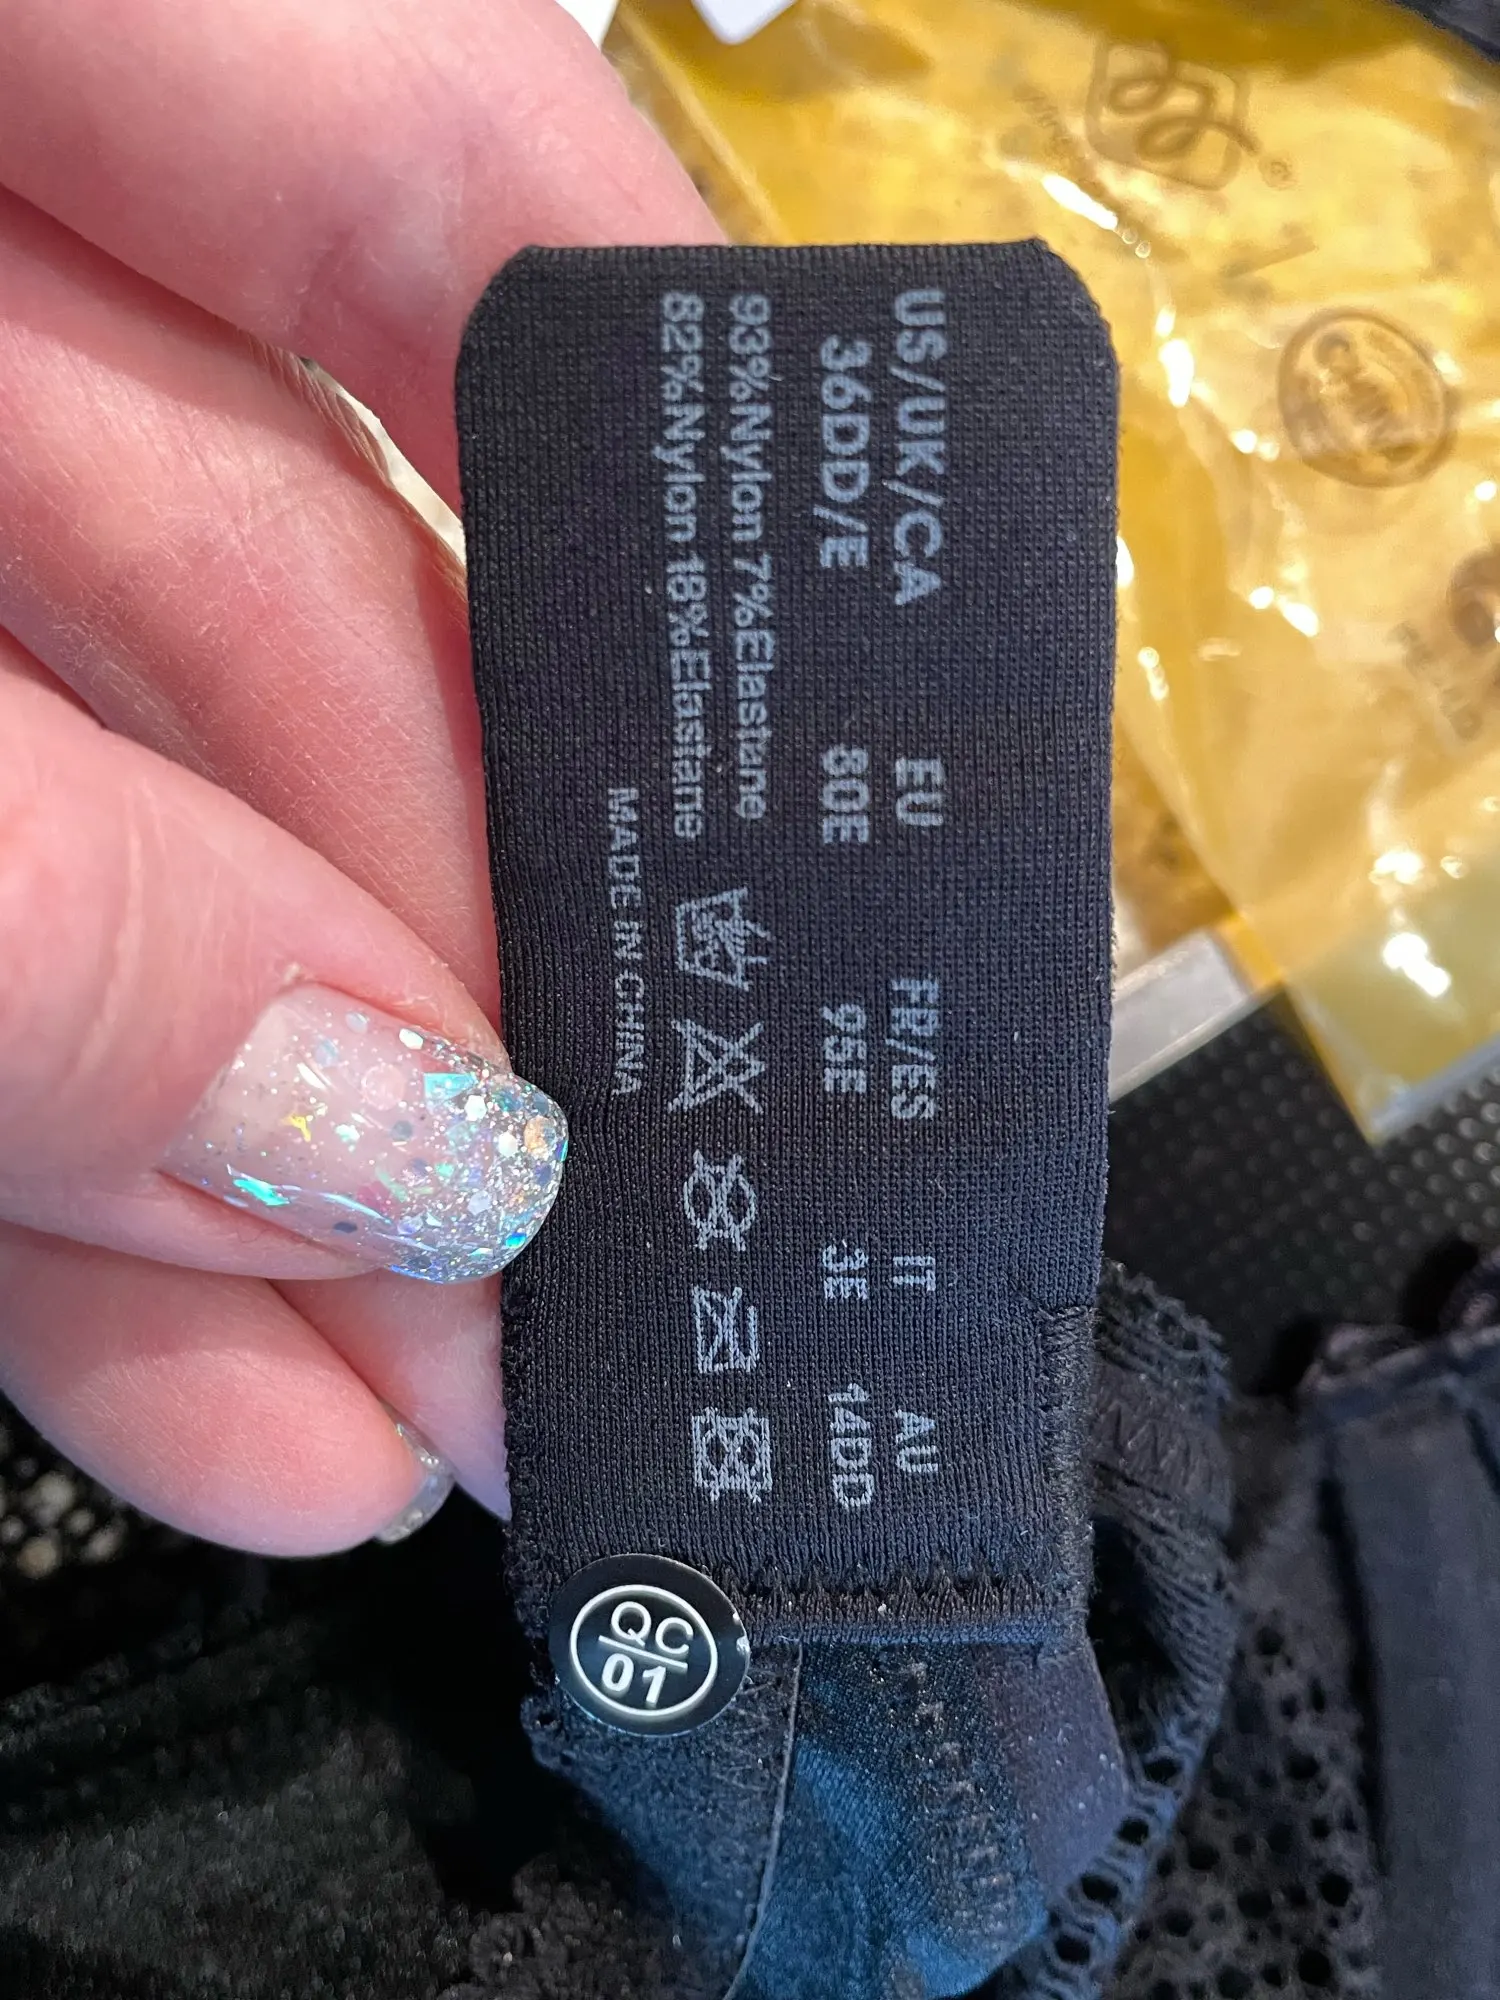 US/UK/CA EU FR/ES IT AU
36DD/E 80E 95E 3E 14DD
93%Nylon 7%Elastane
82%Nylon 18%Elastane
MADE IN CHINA
QC
01